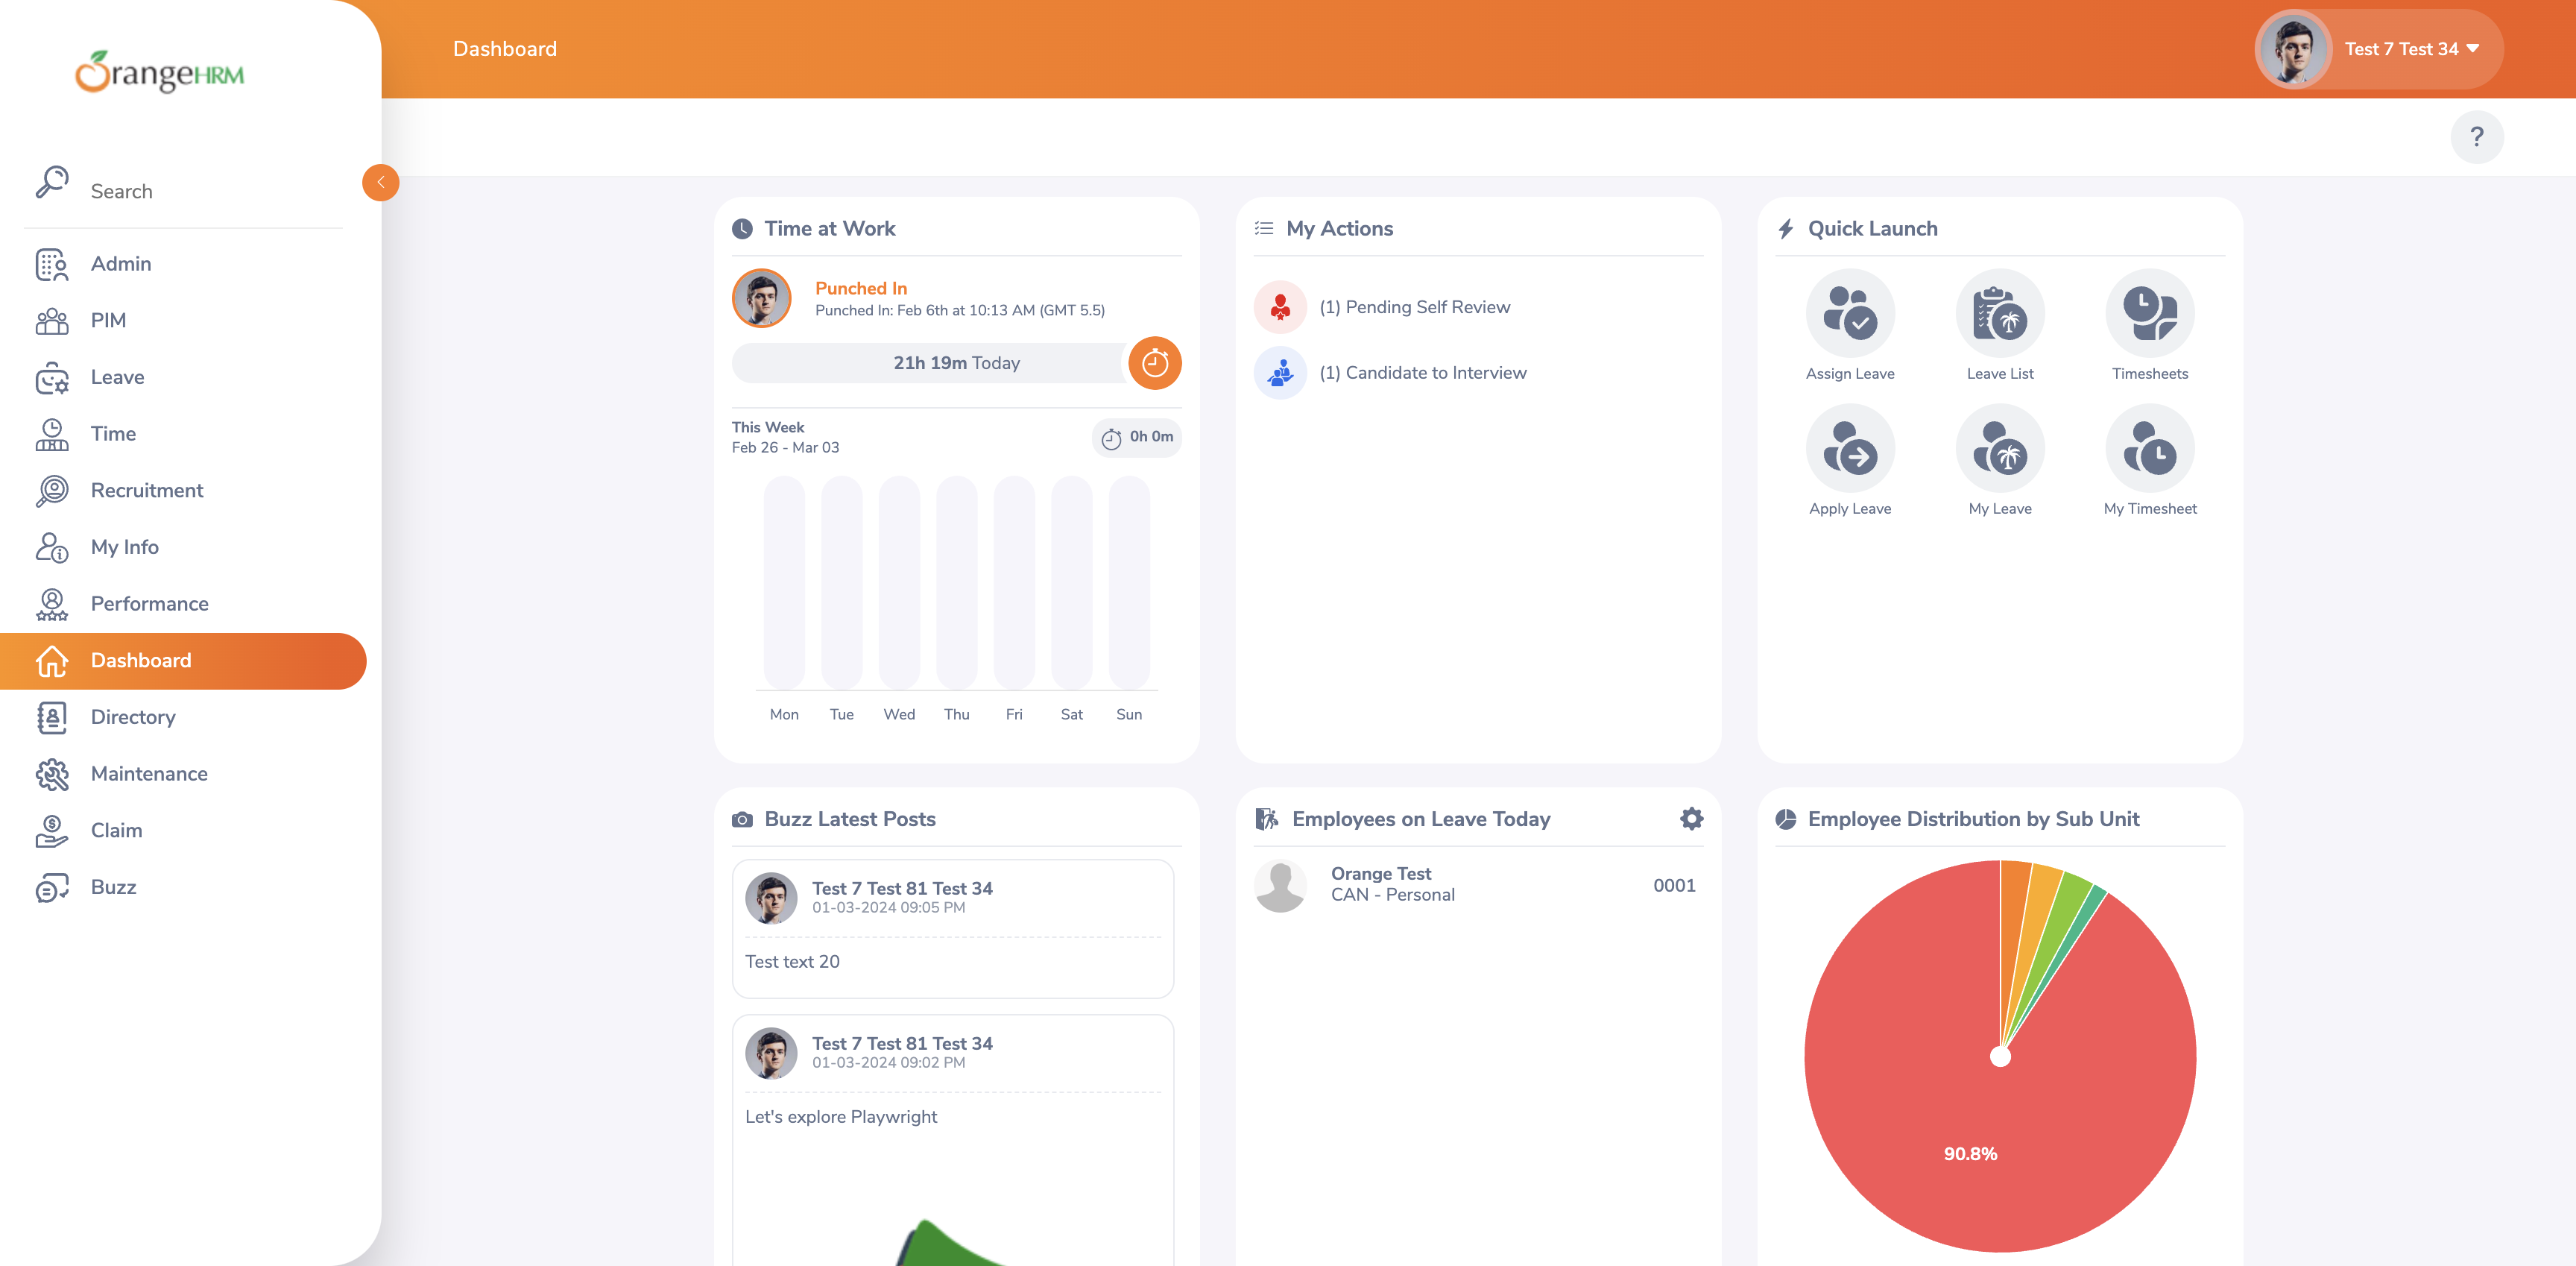 OrangeHRM
Search
Admin
PIM
Leave
Time
Recruitment
My Info
Performance
Dashboard
Directory
Maintenance
Claim
Buzz
Dashboard
Test 7 Test 34
?
Time at Work
Punched In
Punched In: Feb 6th at 10:13 AM (GMT 5.5)
21h 19m Today
This Week
Feb 26 - Mar 03
0h 0m
Mon Tue Wed Thu Fri Sat Sun
My Actions
(1) Pending Self Review
(1) Candidate to Interview
Quick Launch
Assign Leave
Leave List
Timesheets
Apply Leave
My Leave
My Timesheet
Buzz Latest Posts
Test 7 Test 81 Test 34
01-03-2024 09:05 PM
Test text 20
Test 7 Test 81 Test 34
01-03-2024 09:02 PM
Let's explore Playwright
Employees on Leave Today
Orange Test
CAN - Personal
0001
Employee Distribution by Sub Unit
90.8%